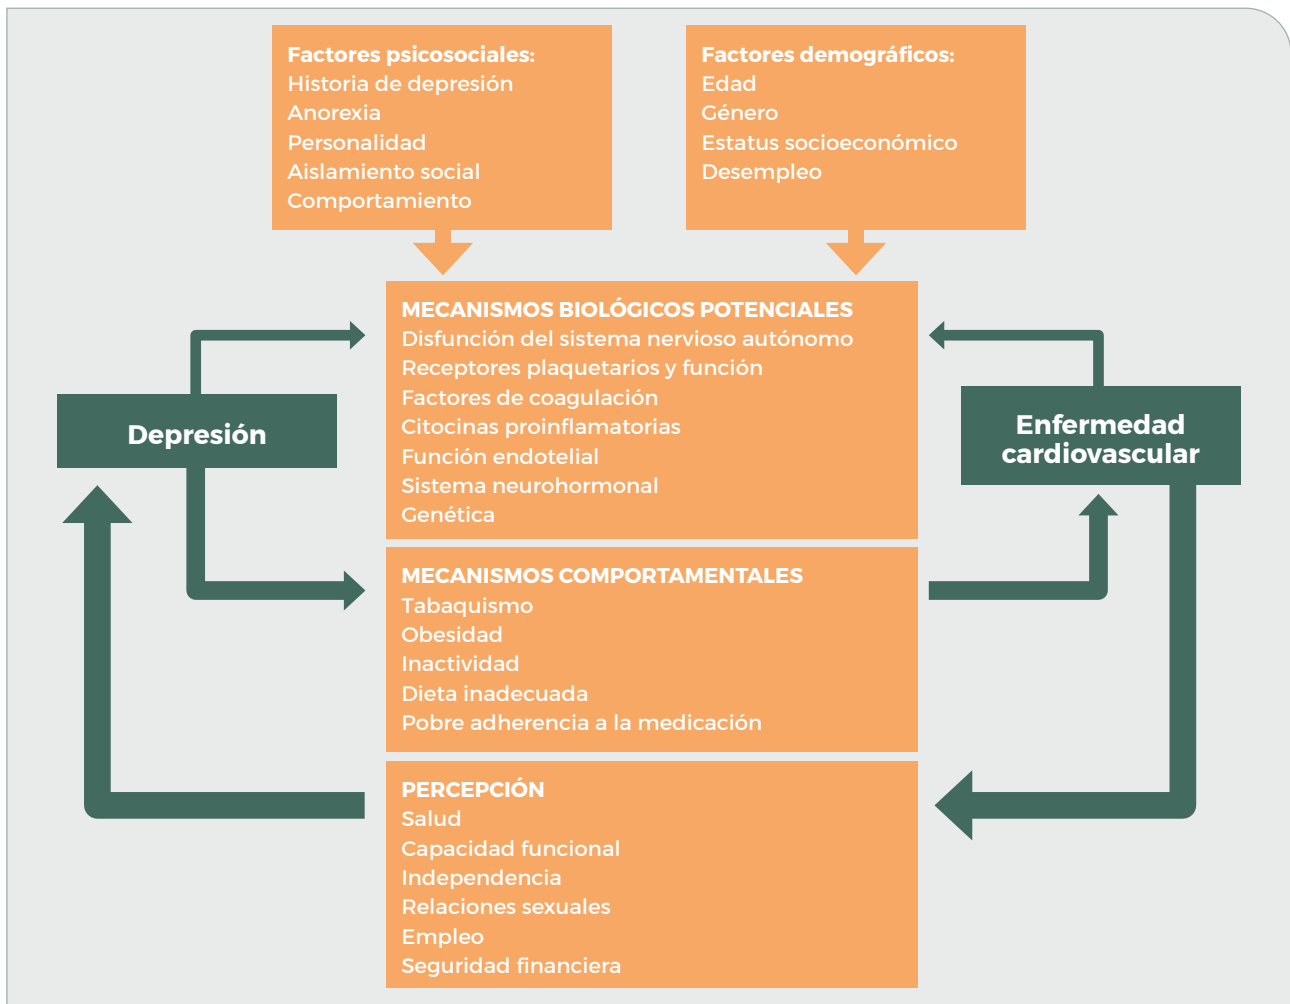 Factores psicosociales:
Historia de depresión
Anorexia
Personalidad
Aislamiento social
Comportamiento
Factores demográficos:
Edad
Género
Estatus socioeconómico
Desempleo
MECANISMOS BIOLÓGICOS POTENCIALES
Disfunción del sistema nervioso autónomo
Receptores plaquetarios y función
Factores de coagulación
Citocinas proinflamatorias
Función endotelial
Sistema neurohormonal
Genética
Depresión
Enfermedad
cardiovascular
MECANISMOS COMPORTAMENTALES
Tabaquismo
Obesidad
Inactividad
Dieta inadecuada
Pobre adherencia a la medicación
PERCEPCIÓN
Salud
Capacidad funcional
Independencia
Relaciones sexuales
Empleo
Seguridad financiera